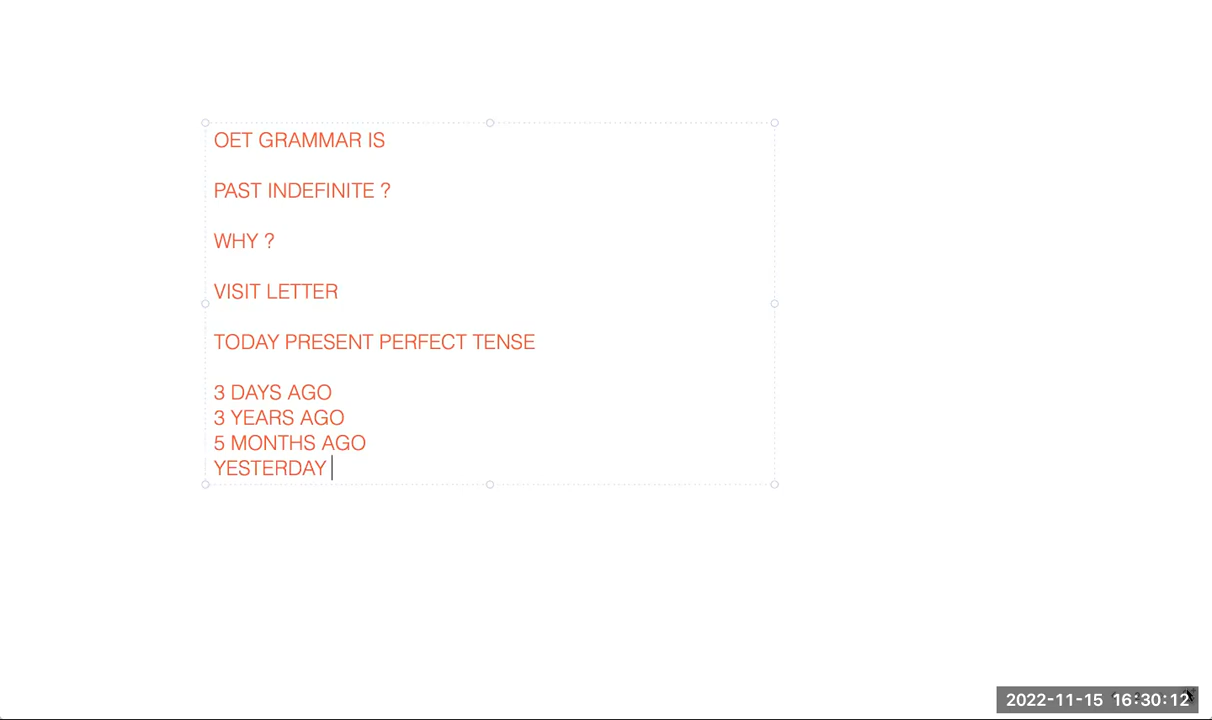 OET GRAMMAR IS
PAST INDEFINITE ?
WHY ?
VISIT LETTER
TODAY PRESENT PERFECT TENSE
3 DAYS AGO
3 YEARS AGO
5 MONTHS AGO
YESTERDAY
2022-11-15 16:30:12